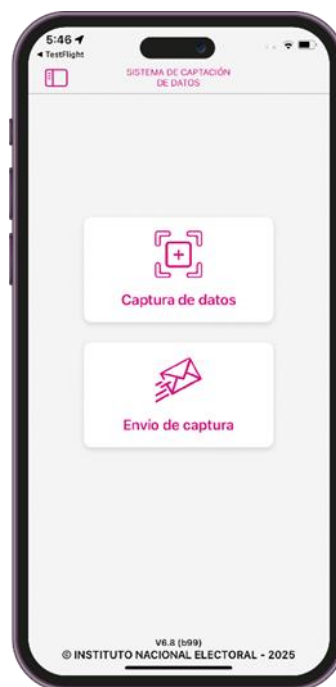 5:46
◀ TestFlight
SISTEMA DE CAPTACIÓN
DE DATOS
Captura de datos
Envío de captura
V6.8 (b99)
© INSTITUTO NACIONAL ELECTORAL - 2025